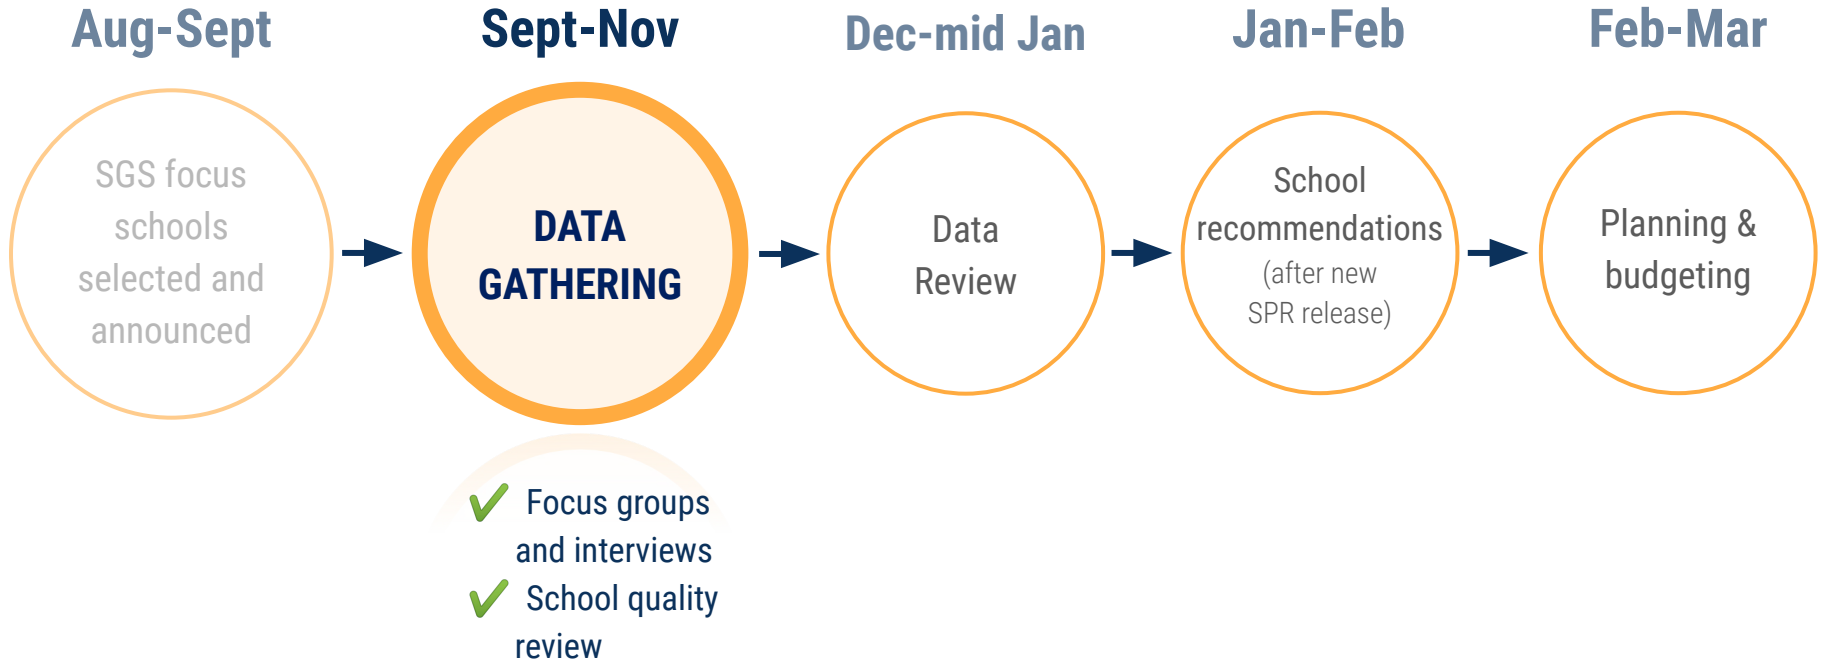 Aug-Sept
SGS focus
schools
selected and
announced
Sept-Nov
DATA
GATHERING
Focus groups
and interviews
School quality
review
Dec-mid Jan
Data
Review
Jan-Feb
School
recommendations
(after new
SPR release)
Feb-Mar
Planning &
budgeting